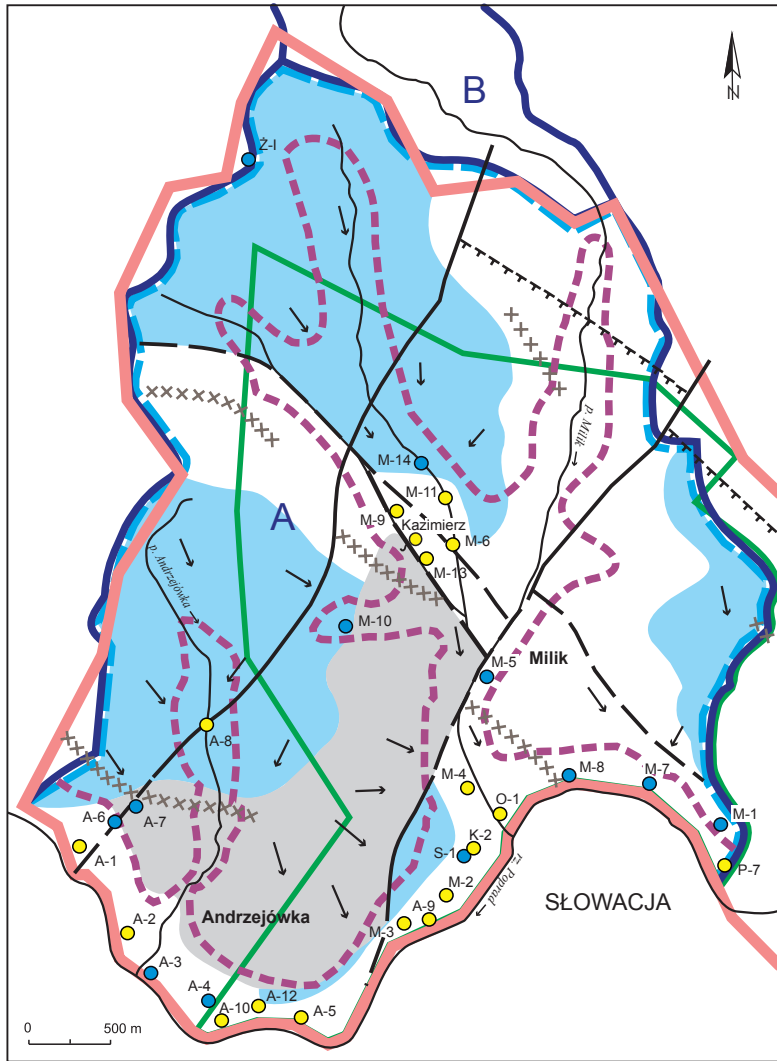 B
N
Ż-I
p. Milik
M-14
M-11
M-9
A
Kazimierz
M-6
M-13
p. Andrzejówka
M-10
M-5
Milik
A-8
M-4
M-8
M-7
A-6
A-7
O-1
M-1
A-1
K-2
S-1
P-7
M-2
rz. Poprad
SŁOWACJA
Andrzejówka
A-2
M-3
A-9
A-3
A-4
A-12
A-10
A-5
0 500 m